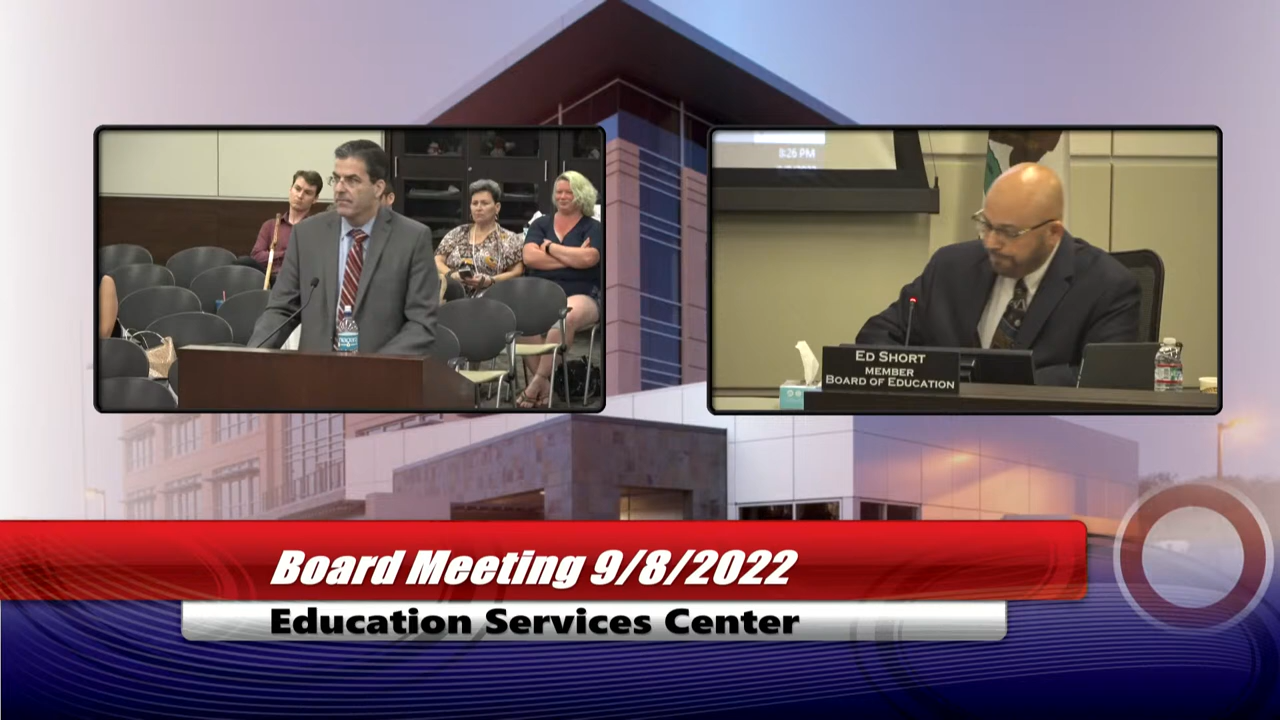 8:26 PM
ED SHORT
MEMBER
BOARD OF EDUCATION
Board Meeting 9/8/2022
Education Services Center